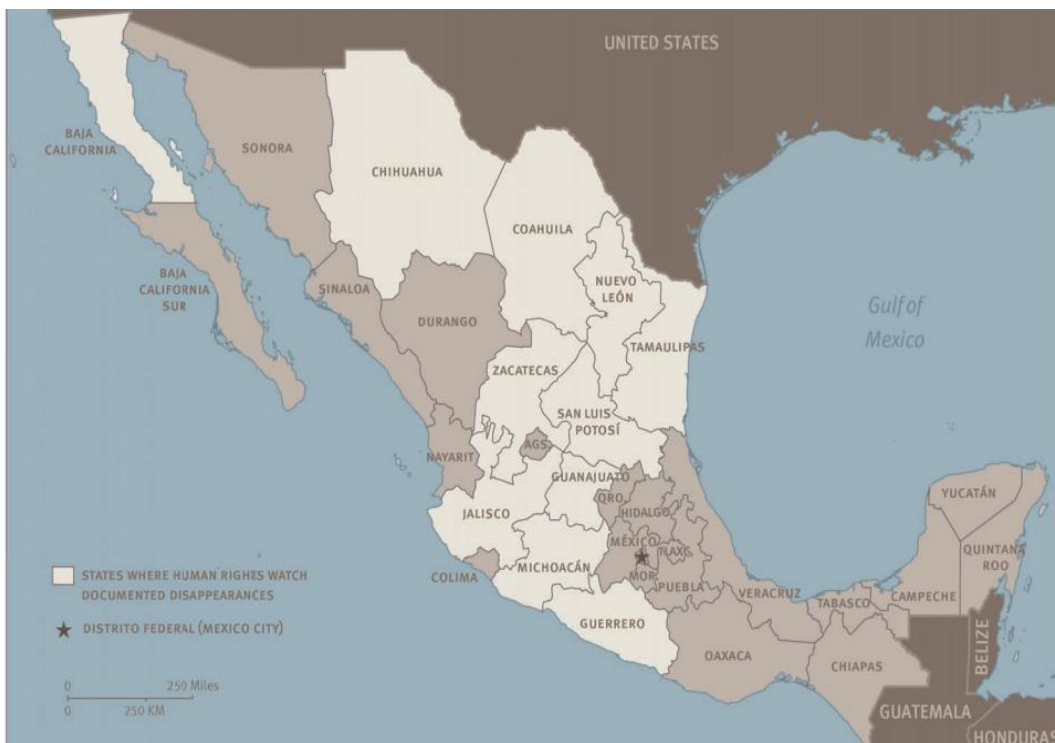 UNITED STATES
BAJA
CALIFORNIA
SONORA
CHIHUAHUA
COAHUILA
BAJA
CALIFORNIA
SUR
SINALOA
DURANGO
NUEVO
LEÓN
TAMAULIPAS
Gulf of
Mexico
ZACATECAS
SAN LUIS
POTOSÍ
NAYARIT
AGS.
GUANAJUATO
QRO.
HIDALGO
JALISCO
MÉXICO
TLAXC.
COLIMA
MICHOACÁN
MOR.
PUEBLA
VERACRUZ
GUERRERO
OAXACA
TABASCO
CHIAPAS
CAMPECHE
YUCATÁN
QUINTANA
ROO
BELIZE
GUATEMALA
HONDURAS
STATES WHERE HUMAN RIGHTS WATCH
DOCUMENTED DISAPPEARANCES
DISTRITO FEDERAL (MEXICO CITY)
0 250 Miles
0 250 KM